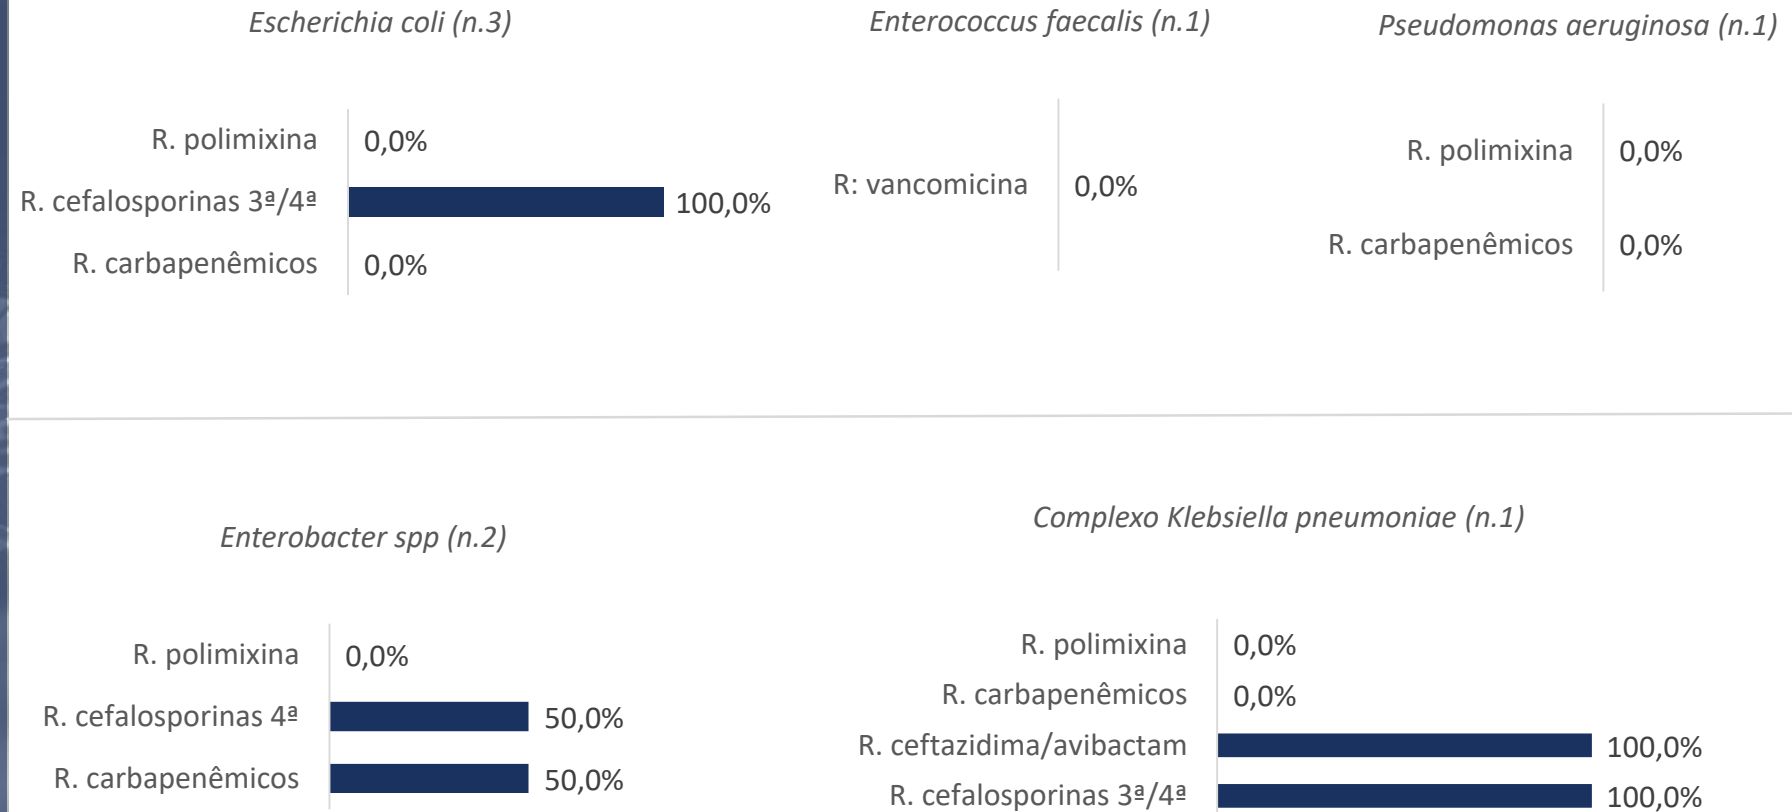 Escherichia coli (n.3)
R. polimixina 0,0%
R. cefalosporinas 3ª/4ª 100,0%
R. carbapenêmicos 0,0%
Enterococcus faecalis (n.1)
R: vancomicina 0,0%
Pseudomonas aeruginosa (n.1)
R. polimixina 0,0%
R. carbapenêmicos 0,0%
Enterobacter spp (n.2)
R. polimixina 0,0%
R. cefalosporinas 4ª 50,0%
R. carbapenêmicos 50,0%
Complexo Klebsiella pneumoniae (n.1)
R. polimixina 0,0%
R. carbapenêmicos 0,0%
R. ceftazidima/avibactam 100,0%
R. cefalosporinas 3ª/4ª 100,0%